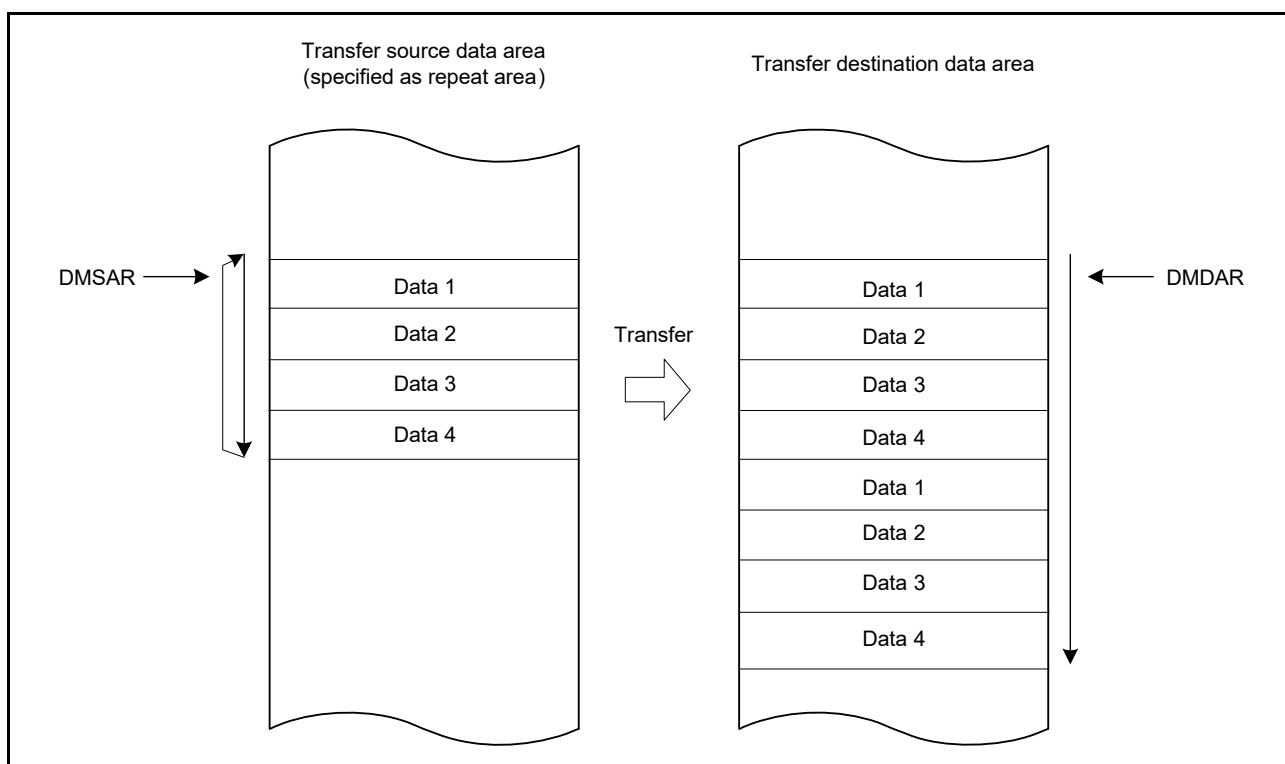 Transfer source data area
(specified as repeat area)
Transfer destination data area
DMSAR
Data 1
Data 2
Data 3
Data 4
Transfer
Data 1
Data 2
Data 3
Data 4
Data 1
Data 2
Data 3
Data 4
DMDAR